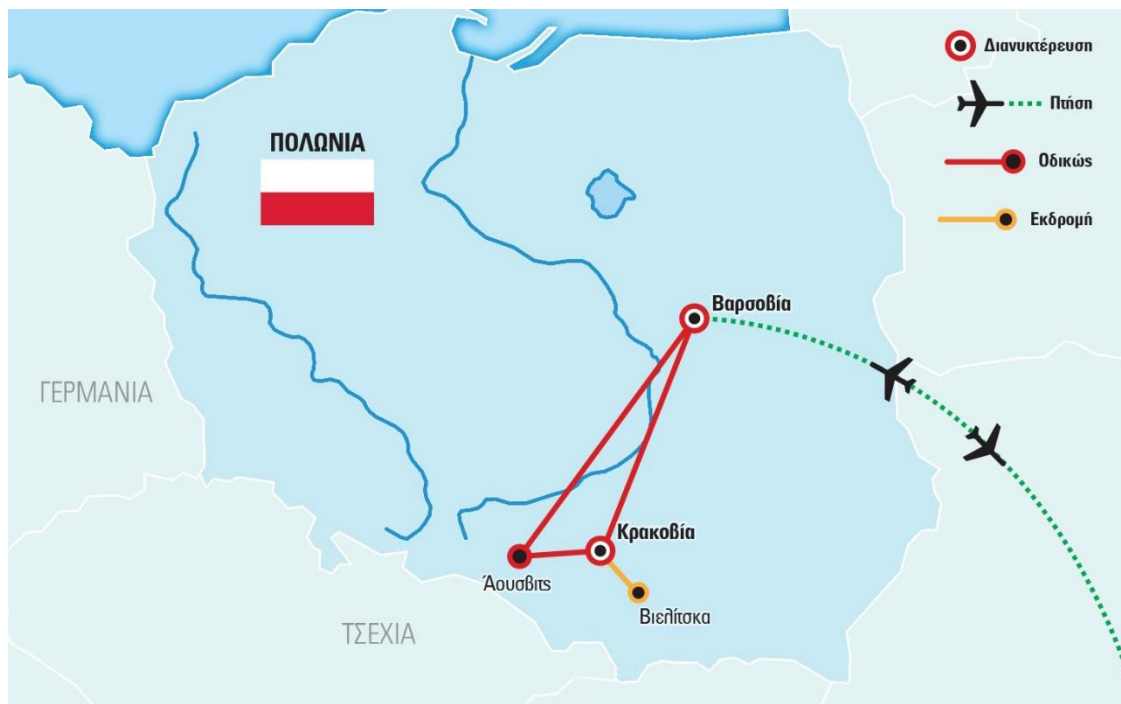 Διανυκτέρευση
Πτήση
Οδικώς
Εκδρομή
ΠΟΛΩΝΙΑ
Βαρσοβία
ΓΕΡΜΑΝΙΑ
Κρακοβία
Άουσβιτς
Βιελίτσκα
ΤΣΕΧΙΑ